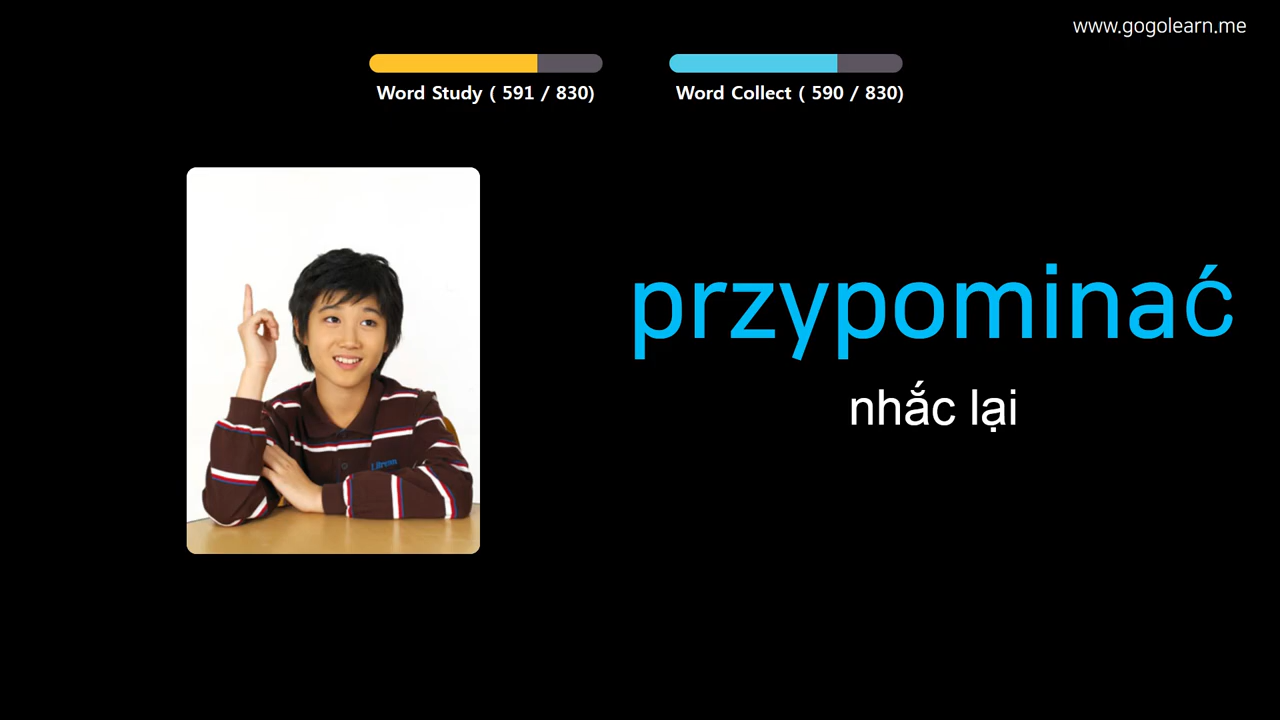 www.gogolearn.me
Word Study ( 591 / 830)
Word Collect ( 590 / 830)
przypominać
nhắc lại